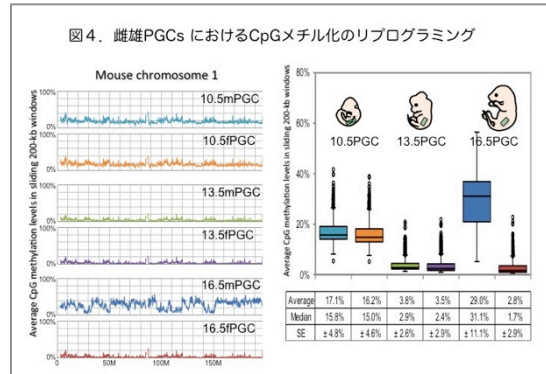 図４．雌雄PGCs におけるCpGメチル化のリプログラミング
Mouse chromosome 1
Average CpG methylation levels in sliding 200-kb windows
100%
10.5mPGC
0%
100%
10.5fPGC
0%
100%
13.5mPGC
0%
100%
13.5fPGC
0%
100%
16.5mPGC
0%
100%
16.5fPGC
0%
0M 50M 100M 150M
Average CpG methylation levels in sliding 200-kb windows
80%
60%
40%
20%
0%
10.5PGC 13.5PGC 16.5PGC
Average 17.1% 16.2% 3.8% 3.5% 29.0% 2.8%
Median 15.8% 15.0% 2.9% 2.4% 31.1% 1.7%
SE ± 4.8% ± 4.6% ± 2.6% ± 2.9% ± 11.1% ± 2.9%